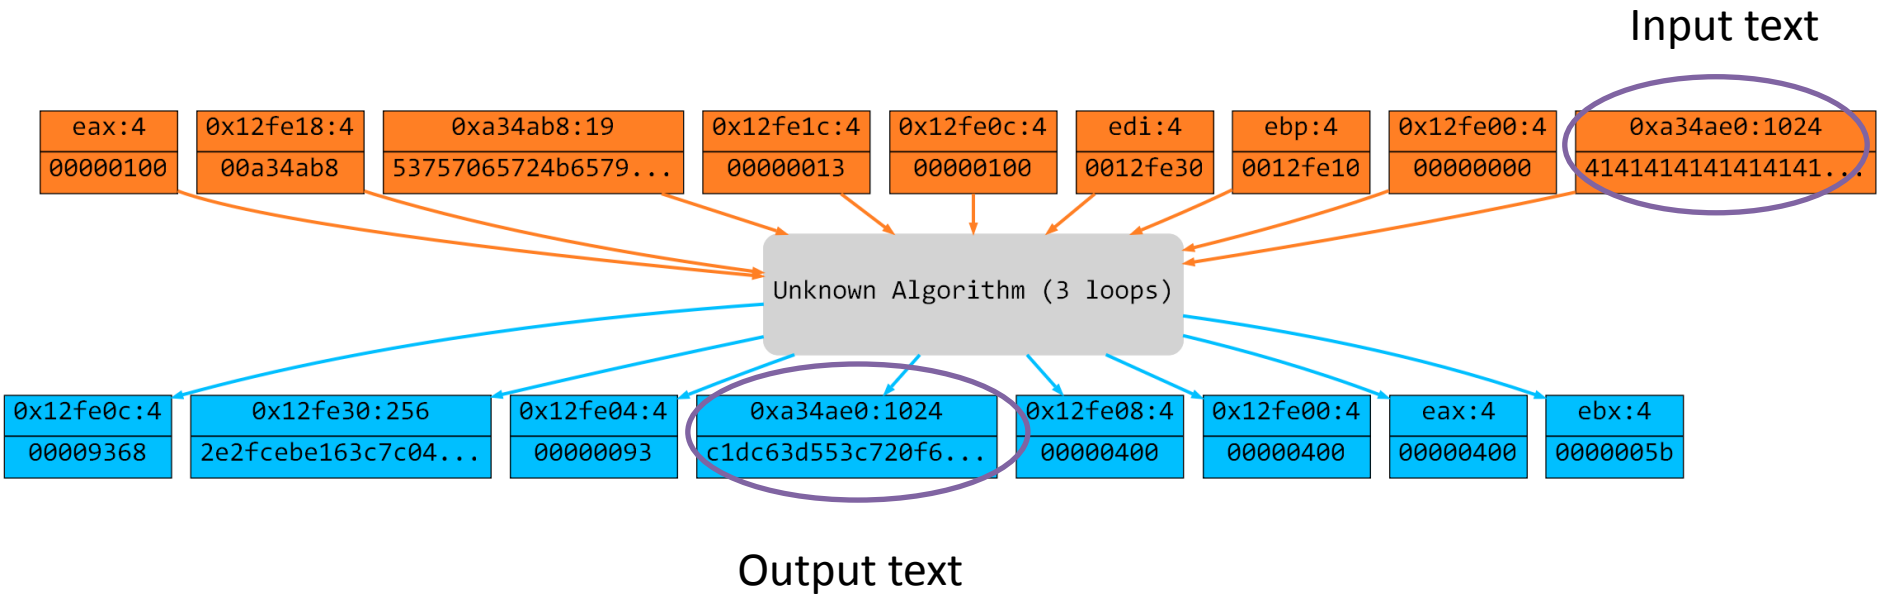 Input text
eax:4 0x12fe18:4 0xa34ab8:19 0x12fe1c:4 0x12fe0c:4 edi:4 ebp:4 0x12fe00:4 0xa34ae0:1024
00000100 00a34ab8 53757065724b6579... 00000013 00000100 0012fe30 0012fe10 00000000 4141414141414141...
Unknown Algorithm (3 loops)
0x12fe0c:4 0x12fe30:256 0x12fe04:4 0xa34ae0:1024 0x12fe08:4 0x12fe00:4 eax:4 ebx:4
00009368 2e2fcebe163c7c04... 00000093 c1dc63d553c720f6... 00000400 00000400 00000400 0000005b
Output text